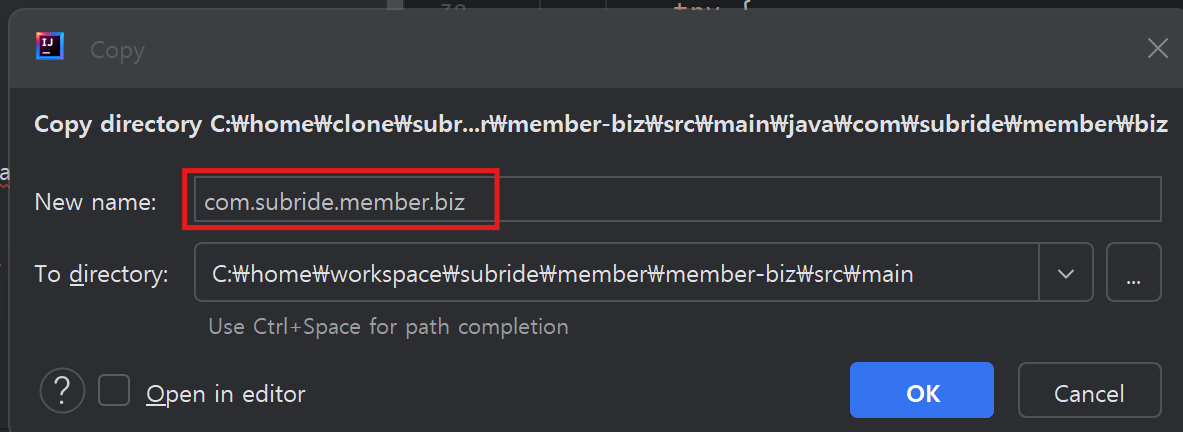 30
try {
IJ
Copy
Copy directory C:₩home₩clone₩subr...r₩member-biz₩src₩main₩java₩com₩subride₩member₩biz
a
New name: com.subride.member.biz
To directory: C:₩home₩workspace₩subride₩member₩member-biz₩src₩main
...
Use Ctrl+Space for path completion
? Open in editor OK Cancel